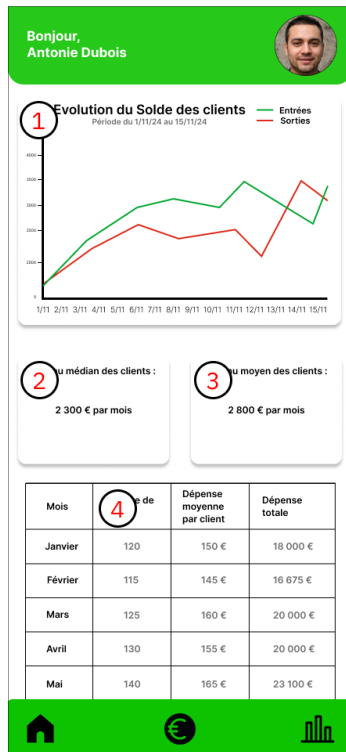 Bonjour,
Antonie Dubois
1
Evolution du Solde des clients
Période du 1/11/24 au 15/11/24
Entrées
Sorties
4000
3500
3000
2000
1000
0
1/11 2/11 3/11 4/11 5/11 6/11 7/11 8/11 9/11 10/11 11/11 12/11 13/11 14/11 15/11
2
médian des clients :
2 300 € par mois
3
moyen des clients :
2 800 € par mois
Mois
4
de
Dépense
moyenne
par client
Dépense
totale
Janvier 120 150 € 18 000 €
Février 115 145 € 16 675 €
Mars 125 160 € 20 000 €
Avril 130 155 € 20 000 €
Mai 140 165 € 23 100 €
€